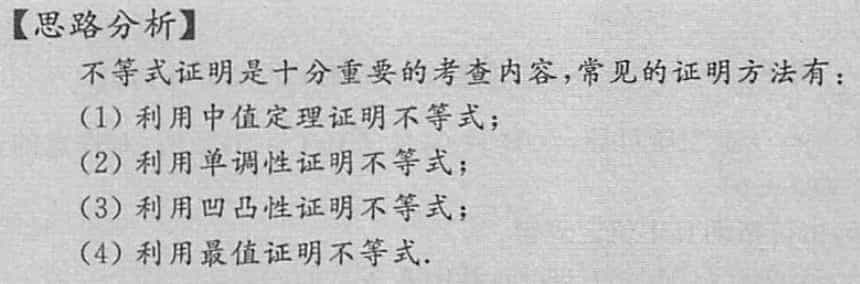 【思路分析】
不等式证明是十分重要的考查内容,常见的证明方法有:
(1) 利用中值定理证明不等式;
(2) 利用单调性证明不等式;
(3) 利用凹凸性证明不等式;
(4) 利用最值证明不等式.